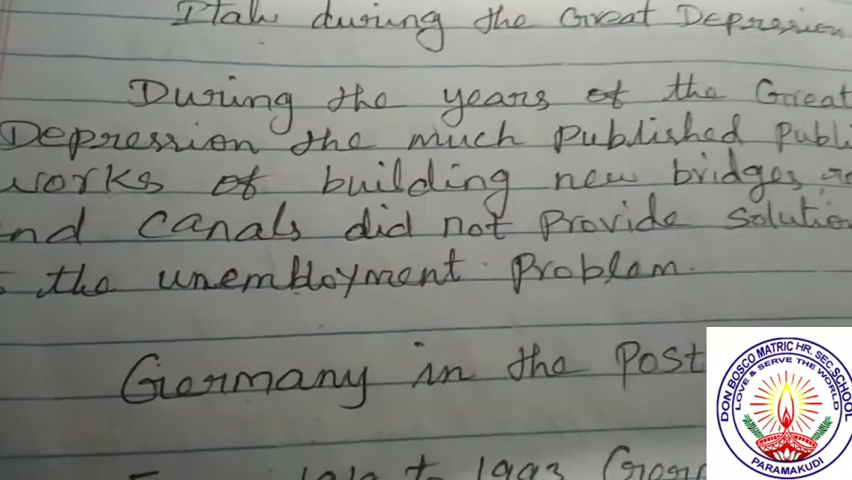 Italy during the Great Depression
During the years of the Great
Depression the much published publi
works of building new bridges
and canals did not provide solution
the unemployment problem.
Germany in the Post
DON BOSCO MATRIC HR. SEC SCHOOL
LOVE & SERVE THE WORLD
PARAMAKUDI